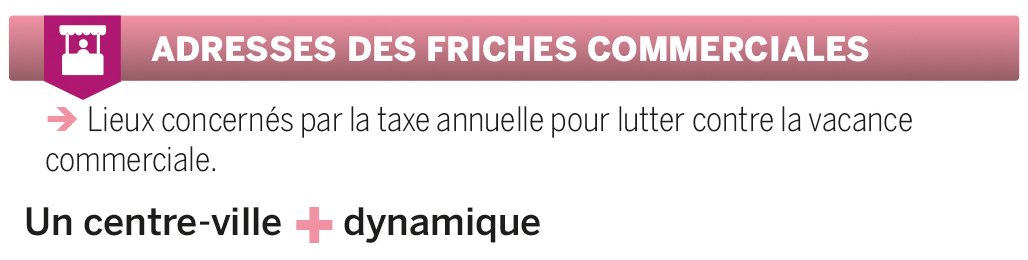 ADRESSES DES FRICHES COMMERCIALES
→ Lieux concernés par la taxe annuelle pour lutter contre la vacance
commerciale.
Un centre-ville + dynamique